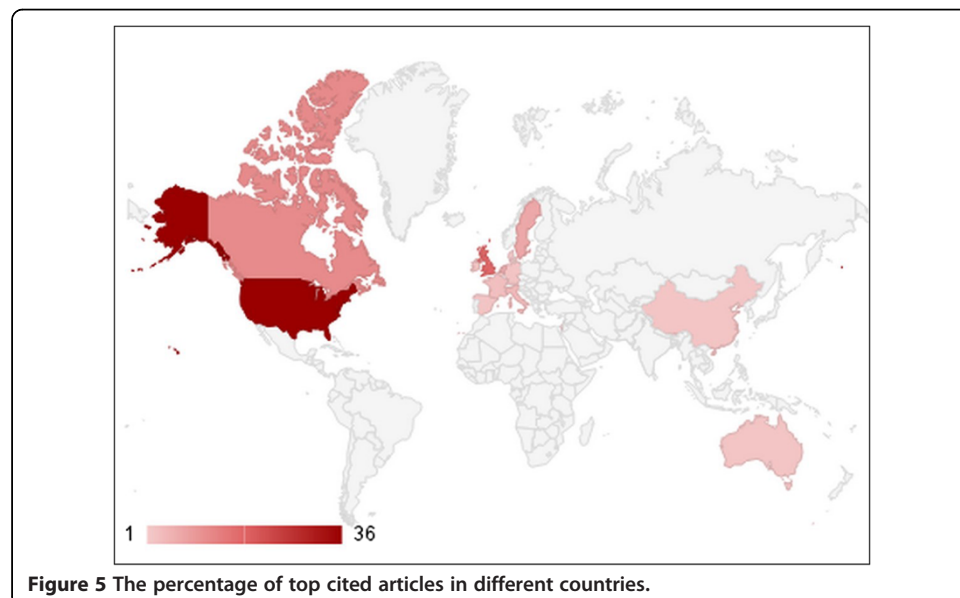 1 36
Figure 5 The percentage of top cited articles in different countries.